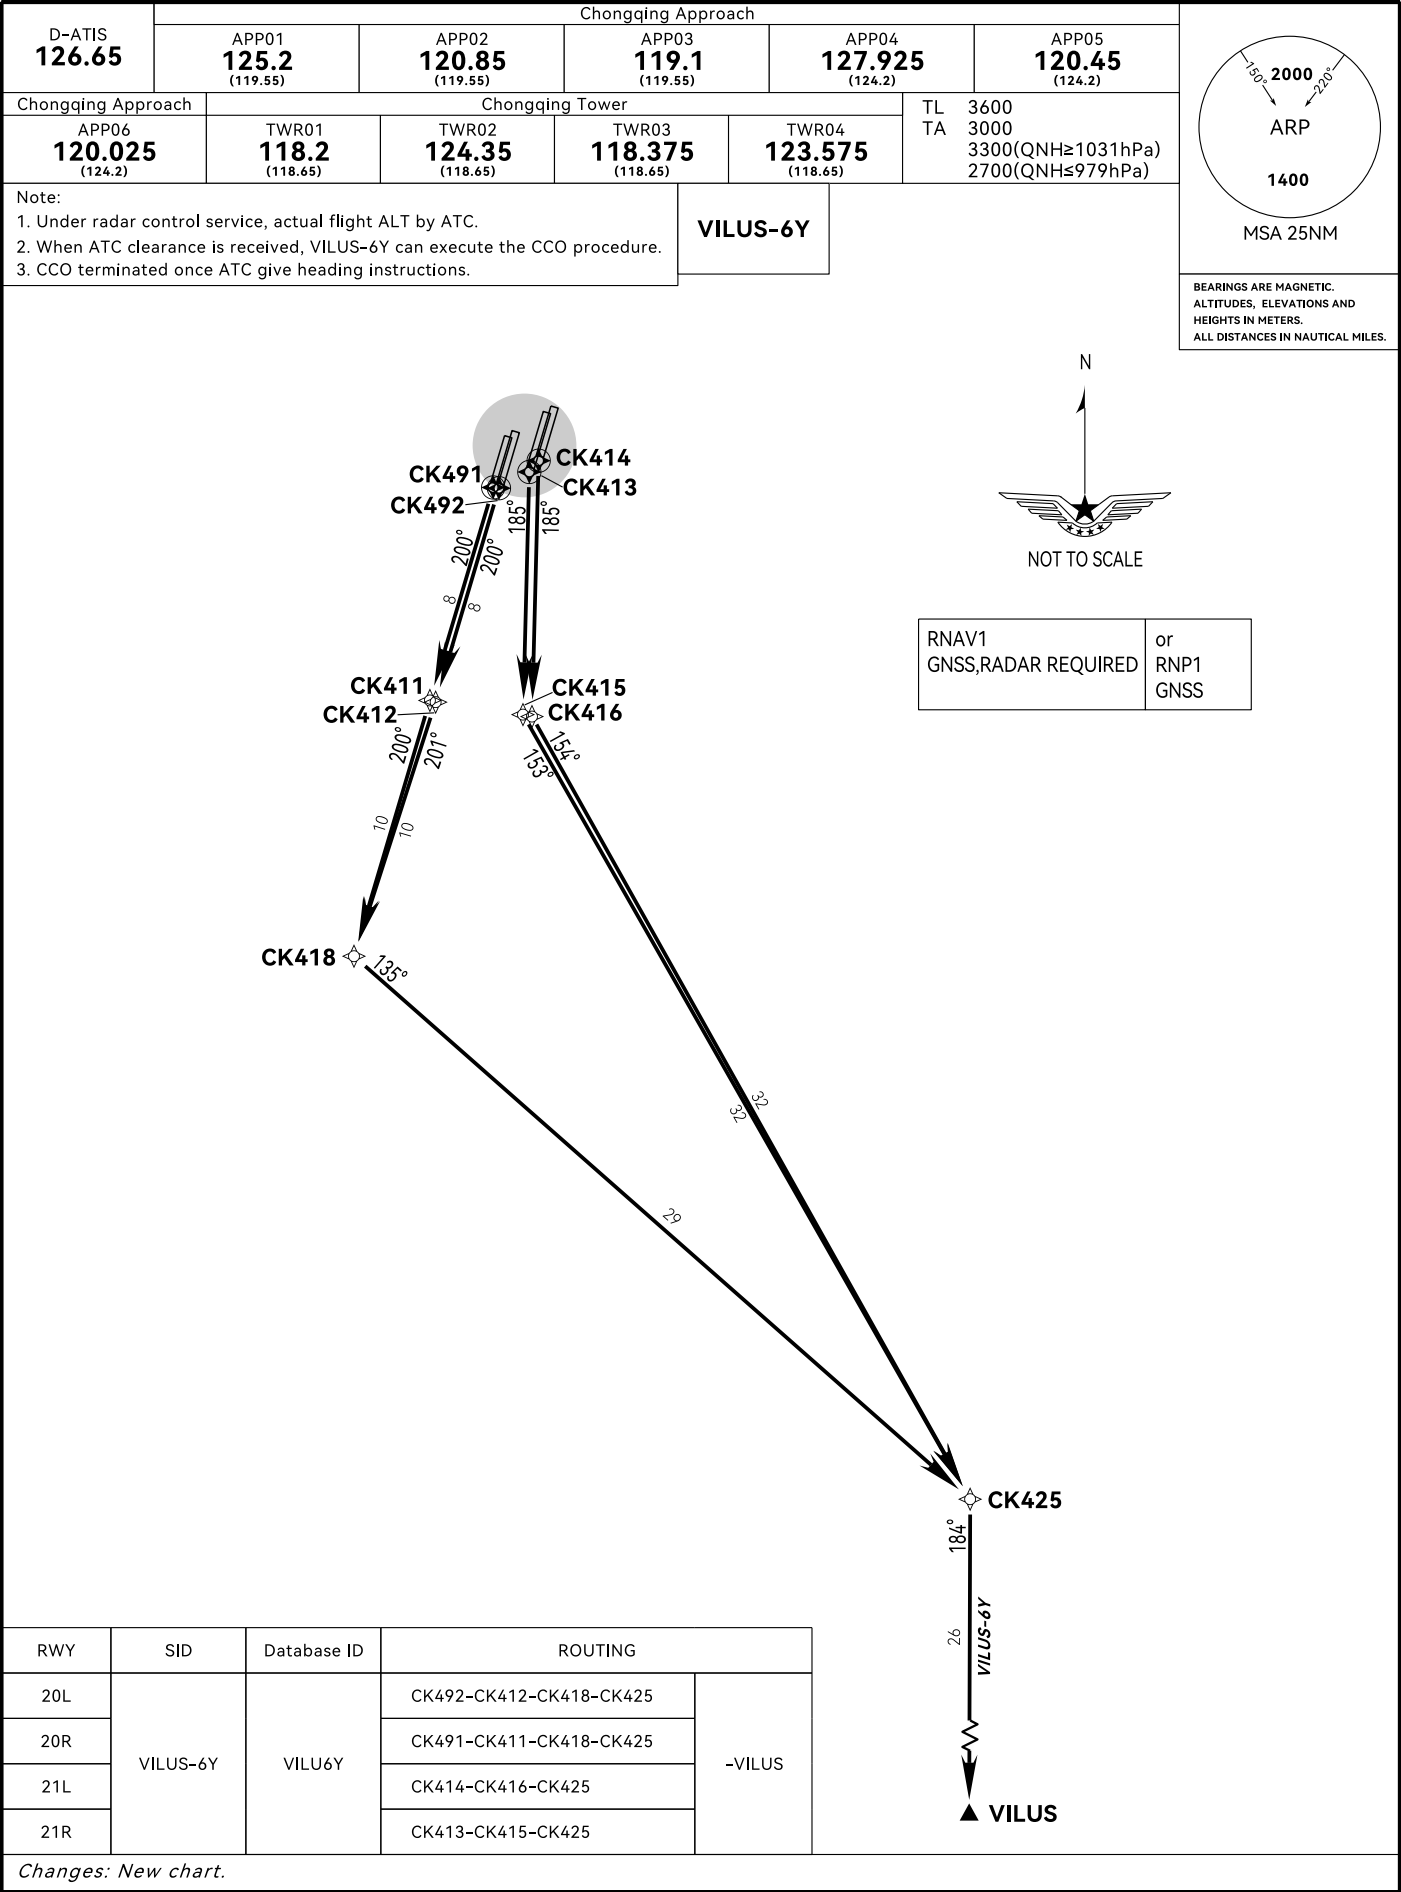 Chongqing Approach
D-ATIS
126.65
APP01
125.2
(119.55)
APP02
120.85
(119.55)
APP03
119.1
(119.55)
APP04
127.925
(124.2)
APP05
120.45
(124.2)
Chongqing Approach
APP06
120.025
(124.2)
Chongqing Tower
TWR01
118.2
(118.65)
TWR02
124.35
(118.65)
TWR03
118.375
(118.65)
TWR04
123.575
(118.65)
TL 3600
TA 3000
3300(QNH≥1031hPa)
2700(QNH≤979hPa)
150°
2000
220°
ARP
1400
MSA 25NM
BEARINGS ARE MAGNETIC.
ALTITUDES, ELEVATIONS AND
HEIGHTS IN METERS.
ALL DISTANCES IN NAUTICAL MILES.
Note:
1. Under radar control service, actual flight ALT by ATC.
2. When ATC clearance is received, VILUS-6Y can execute the CCO procedure.
3. CCO terminated once ATC give heading instructions.
VILUS-6Y
N
NOT TO SCALE
RNAV1
GNSS,RADAR REQUIRED
or
RNP1
GNSS
CK414
CK491
CK413
CK492
185°
185°
200°
200°
8
8
CK411
CK415
CK412
CK416
200°
201°
154°
153°
10
10
CK418
135°
32
32
29
CK425
184°
26
VILUS-6Y
VILUS
RWY SID Database ID ROUTING
20L CK492-CK412-CK418-CK425
20R CK491-CK411-CK418-CK425
VILUS-6Y VILU6Y -VILUS
21L CK414-CK416-CK425
21R CK413-CK415-CK425
Changes: New chart.